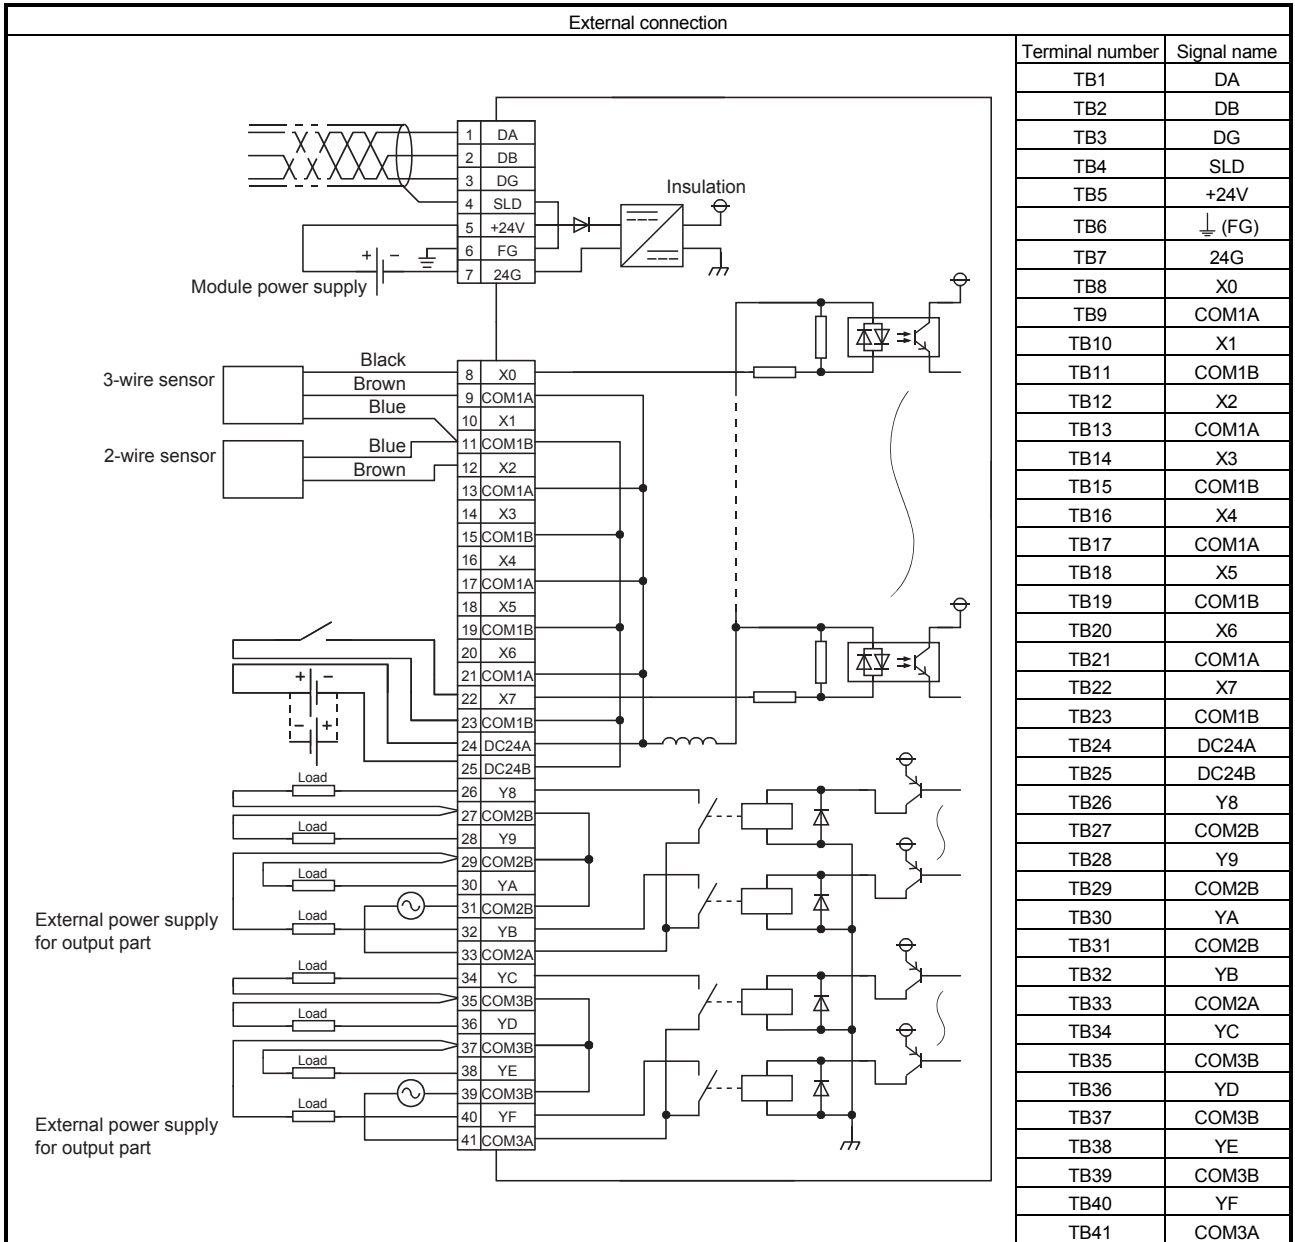 External connection
Terminal number Signal name
TB1 DA
TB2 DB
TB3 DG
TB4 SLD
TB5 +24V
TB6 ⏚ (FG)
TB7 24G
TB8 X0
TB9 COM1A
TB10 X1
TB11 COM1B
TB12 X2
TB13 COM1A
TB14 X3
TB15 COM1B
TB16 X4
TB17 COM1A
TB18 X5
TB19 COM1B
TB20 X6
TB21 COM1A
TB22 X7
TB23 COM1B
TB24 DC24A
TB25 DC24B
TB26 Y8
TB27 COM2B
TB28 Y9
TB29 COM2B
TB30 YA
TB31 COM2B
TB32 YB
TB33 COM2A
TB34 YC
TB35 COM3B
TB36 YD
TB37 COM3B
TB38 YE
TB39 COM3B
TB40 YF
TB41 COM3A
1 DA
2 DB
3 DG
4 SLD
5 +24V
6 FG
7 24G
Insulation
+ −
Module power supply
3-wire sensor
Black
Brown
Blue
2-wire sensor
Blue
Brown
8 X0
9 COM1A
10 X1
11 COM1B
12 X2
13 COM1A
14 X3
15 COM1B
16 X4
17 COM1A
18 X5
19 COM1B
20 X6
21 COM1A
22 X7
23 COM1B
24 DC24A
25 DC24B
+ −
− +
26 Y8
27 COM2B
28 Y9
29 COM2B
30 YA
31 COM2B
32 YB
33 COM2A
34 YC
35 COM3B
36 YD
37 COM3B
38 YE
39 COM3B
40 YF
41 COM3A
Load
Load
Load
Load
External power supply
for output part
Load
Load
Load
Load
External power supply
for output part